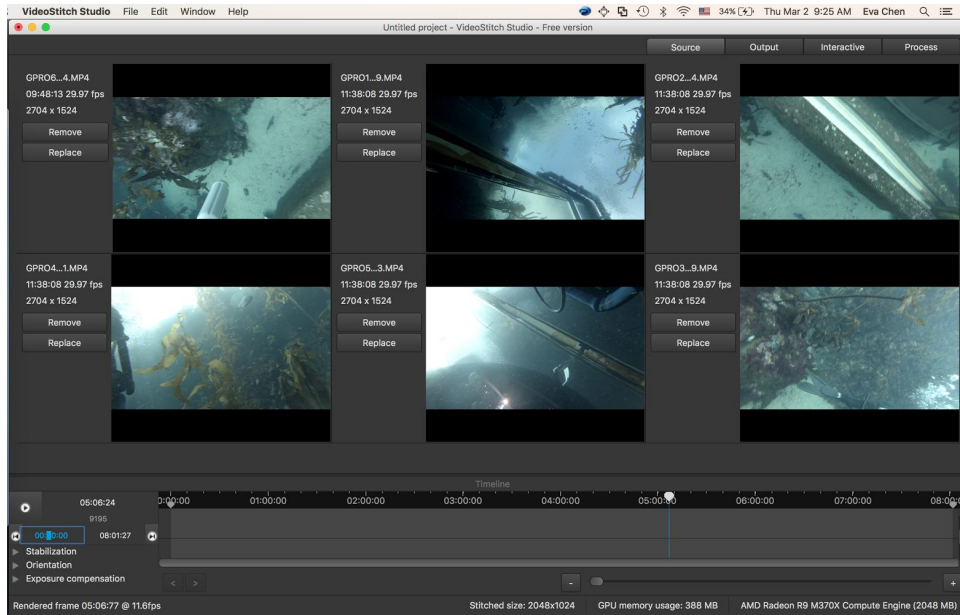 VideoStitch Studio File Edit Window Help 34% Thu Mar 2 9:25 AM Eva Chen
Untitled project - VideoStitch Studio - Free version
Source Output Interactive Process
GPRO6...4.MP4
09:48:13 29.97 fps
2704 x 1524
Remove
Replace
GPRO1...9.MP4
11:38:08 29.97 fps
2704 x 1524
Remove
Replace
GPRO2...4.MP4
11:38:08 29.97 fps
2704 x 1524
Remove
Replace
GPRO4...1.MP4
11:38:08 29.97 fps
2704 x 1524
Remove
Replace
GPRO5...3.MP4
11:38:08 29.97 fps
2704 x 1524
Remove
Replace
GPRO3...9.MP4
11:38:08 29.97 fps
2704 x 1524
Remove
Replace
Timeline
05:06:24 01:00:00 02:00:00 03:00:00 04:00:00 06:00:00 07:00:00
9195
08:01:27
Stabilization
Orientation
Exposure compensation < > - +
Rendered frame 05:06:77 @ 11.6fps Stitched size: 2048x1024 GPU memory usage: 388 MB AMD Radeon R9 M370X Compute Engine (2048 MB)